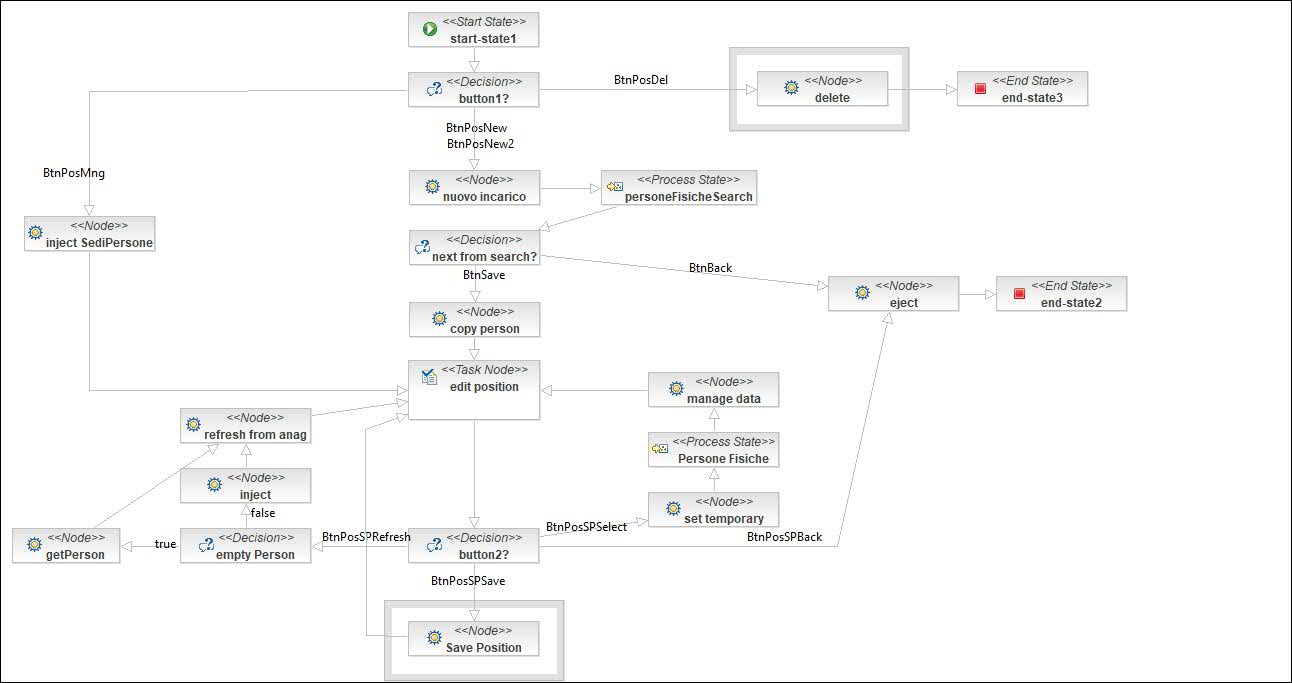 <<Start State>>
start-state1
<<Decision>>
button1?
BtnPosDel
<<Node>>
delete
<<End State>>
end-state3
BtnPosNew
BtnPosNew2
BtnPosMng
<<Node>>
nuovo incarico
<<Process State>>
personeFisicheSearch
<<Node>>
inject SediPersone
<<Decision>>
next from search?
BtnBack
BtnSave
<<Node>>
eject
<<End State>>
end-state2
<<Node>>
copy person
<<Task Node>>
edit position
<<Node>>
manage data
<<Node>>
refresh from anag
<<Process State>>
Persone Fisiche
<<Node>>
inject
<<Node>>
set temporary
false
<<Node>>
getPerson
true
<<Decision>>
empty Person
BtnPosSPRefresh
<<Decision>>
button2?
BtnPosSPSelect
BtnPosSPBack
BtnPosSPSave
<<Node>>
Save Position